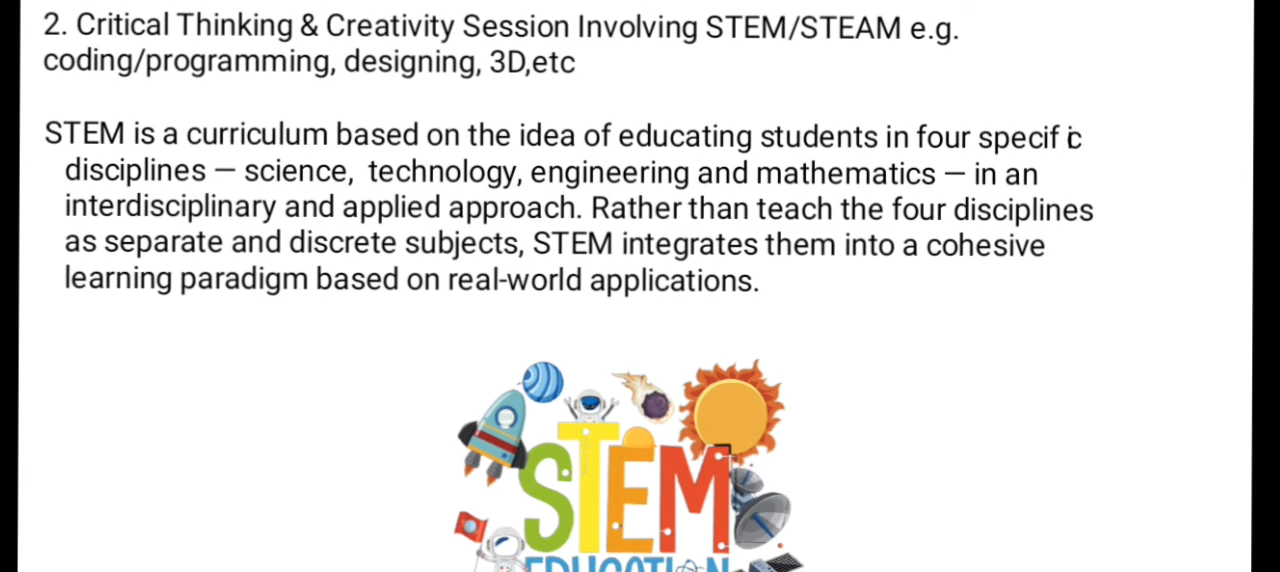 2. Critical Thinking & Creativity Session Involving STEM/STEAM e.g.
coding/programming, designing, 3D,etc
STEM is a curriculum based on the idea of educating students in four specific
disciplines — science, technology, engineering and mathematics — in an
interdisciplinary and applied approach. Rather than teach the four disciplines
as separate and discrete subjects, STEM integrates them into a cohesive
learning paradigm based on real-world applications.
STEM
EDUCATION